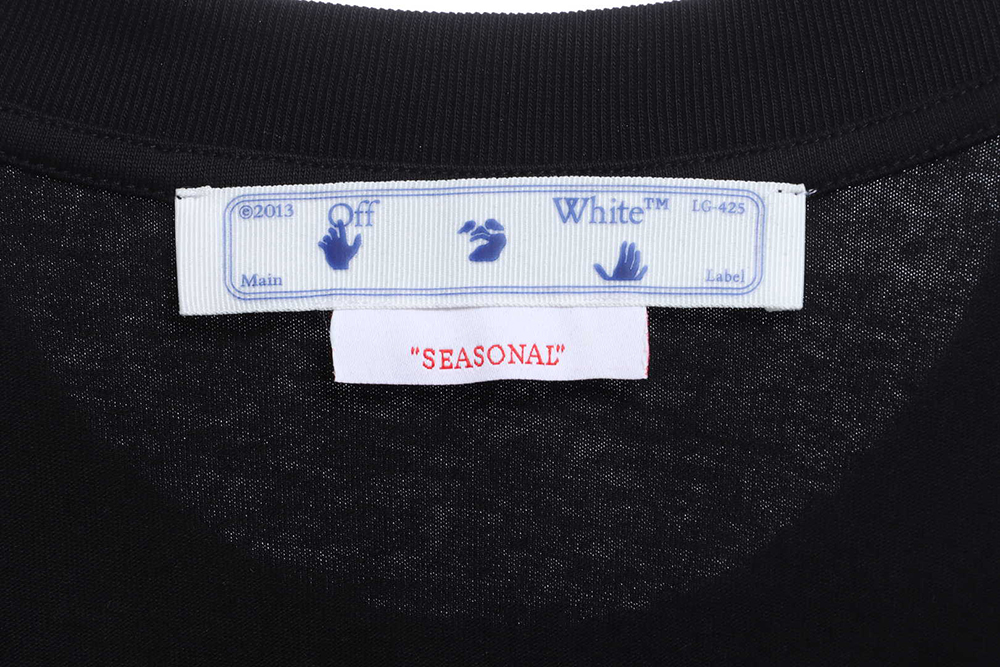 ©2013 Off White™ LG-425
Main Label
"SEASONAL"